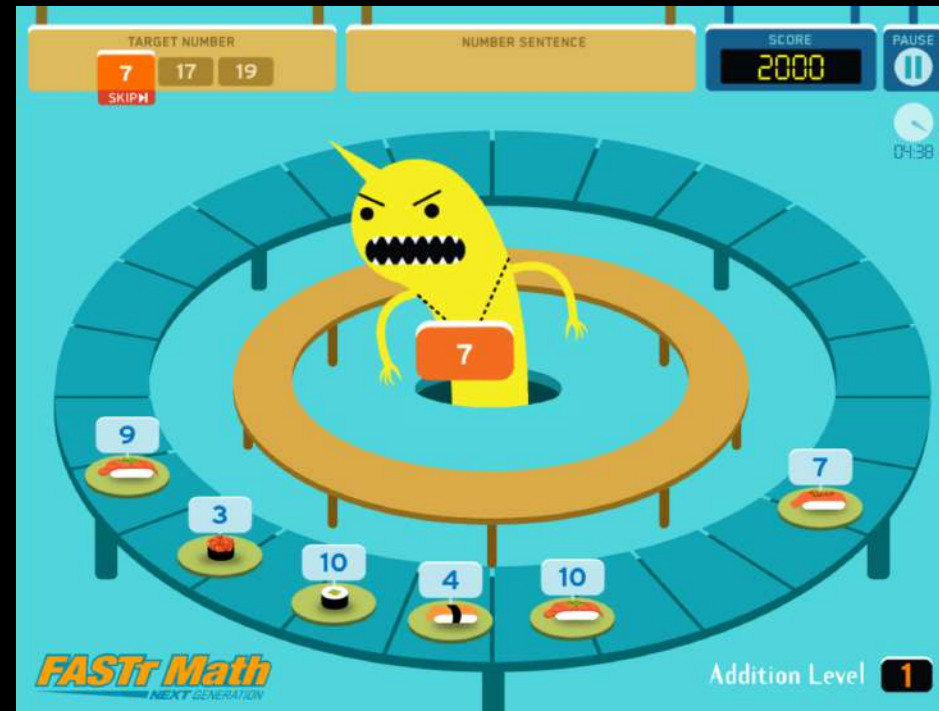 TARGET NUMBER
7 17 19
SKIP
NUMBER SENTENCE
SCORE
2000
PAUSE
04:38
7
9
3
10
4
10
7
FASTr Math
NEXT GENERATION
Addition Level 1